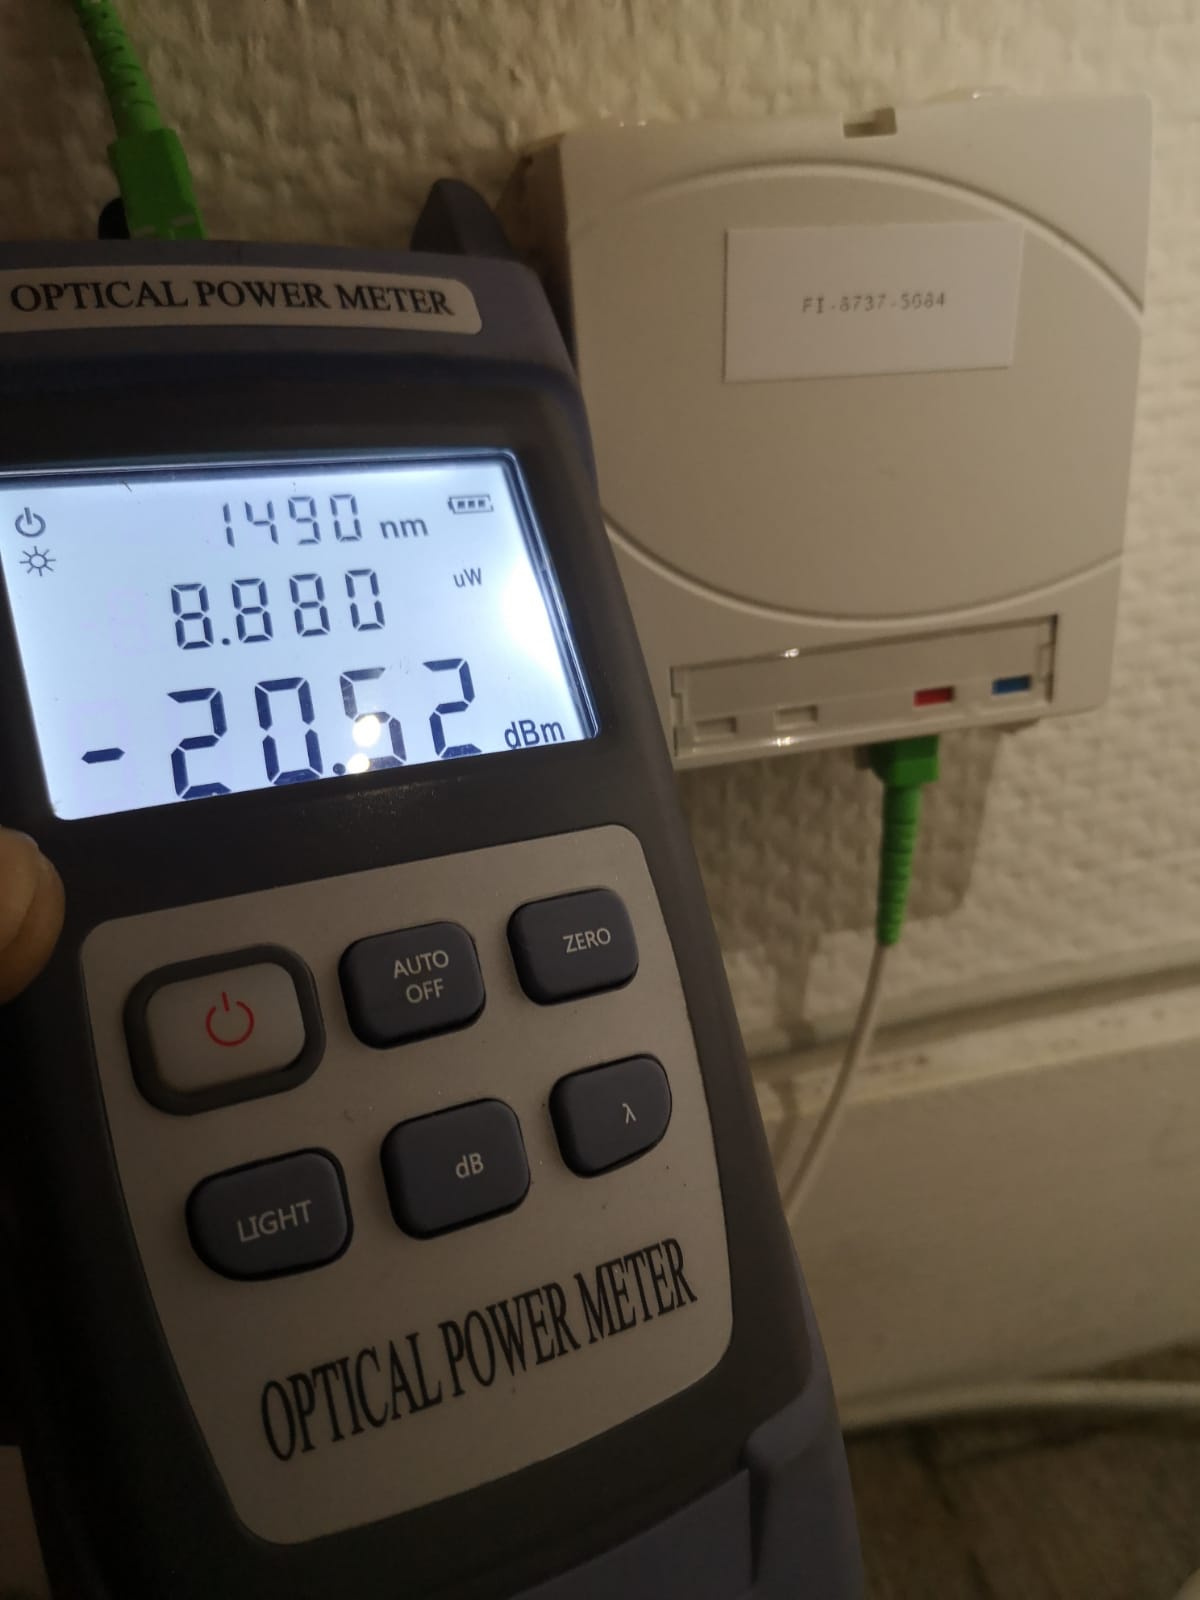 OPTICAL POWER METER
FI-8737-5684
1490 nm
8.880 uW
-20.52 dBm
AUTO
OFF
ZERO
LIGHT
dB
λ
OPTICAL POWER METER